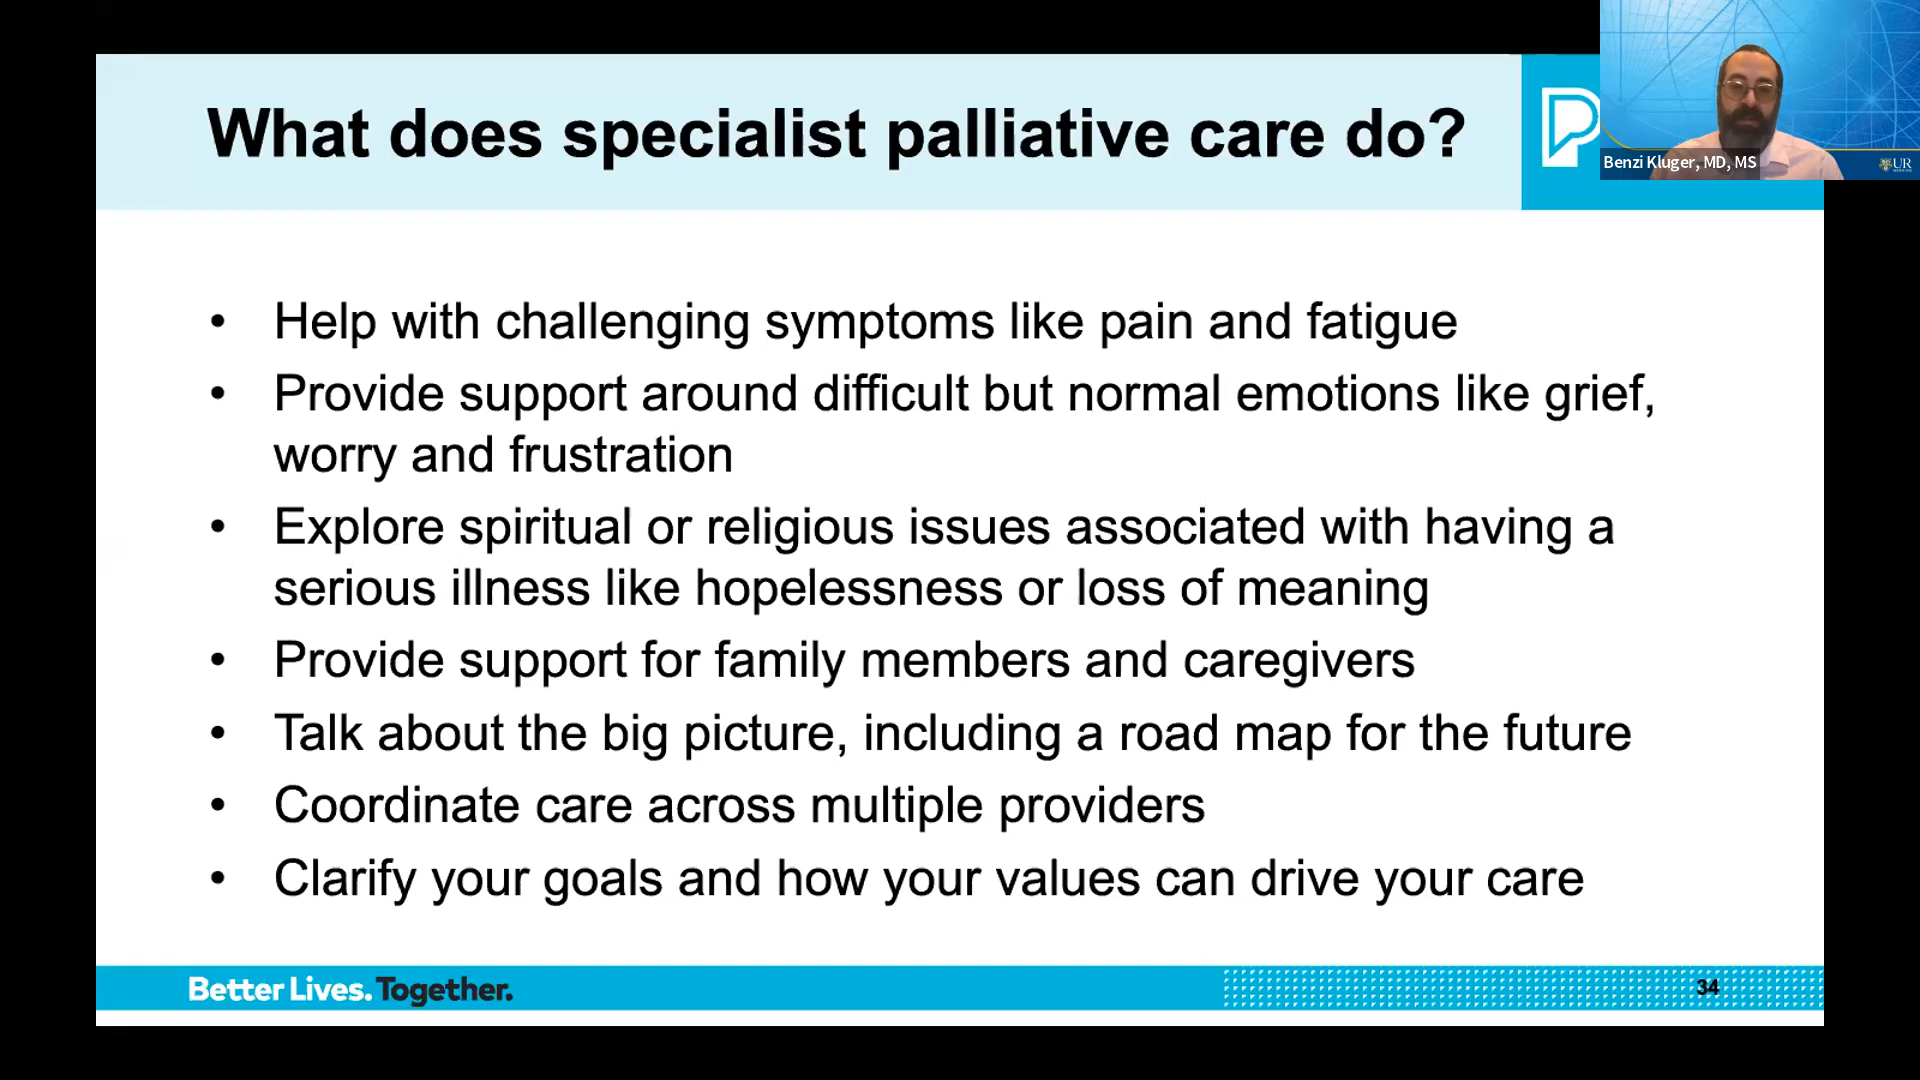 What does specialist palliative care do?
P
Benzi Kluger, MD, MS
UR
• Help with challenging symptoms like pain and fatigue
• Provide support around difficult but normal emotions like grief,
worry and frustration
• Explore spiritual or religious issues associated with having a
serious illness like hopelessness or loss of meaning
• Provide support for family members and caregivers
• Talk about the big picture, including a road map for the future
• Coordinate care across multiple providers
• Clarify your goals and how your values can drive your care
Better Lives. Together.
34